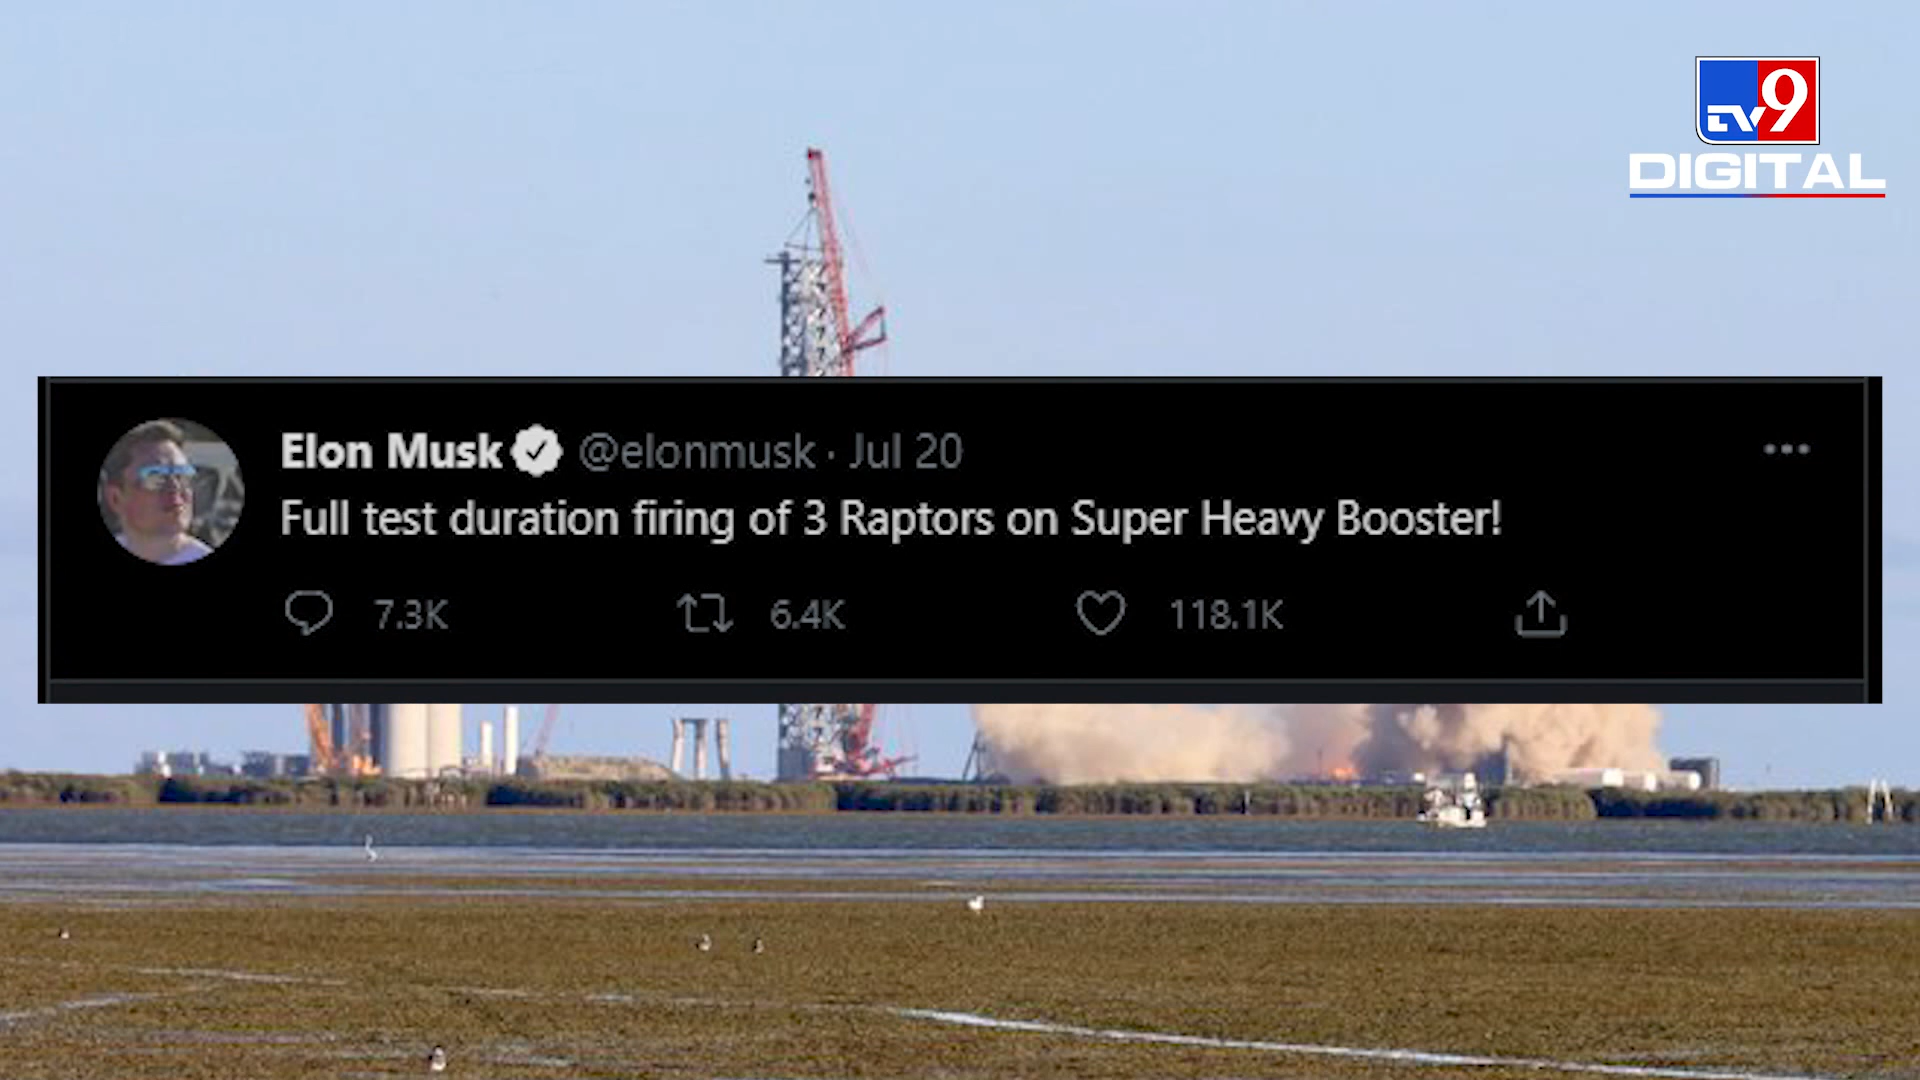 TV9
DIGITAL
Elon Musk @elonmusk · Jul 20
Full test duration firing of 3 Raptors on Super Heavy Booster!
7.3K 6.4K 118.1K